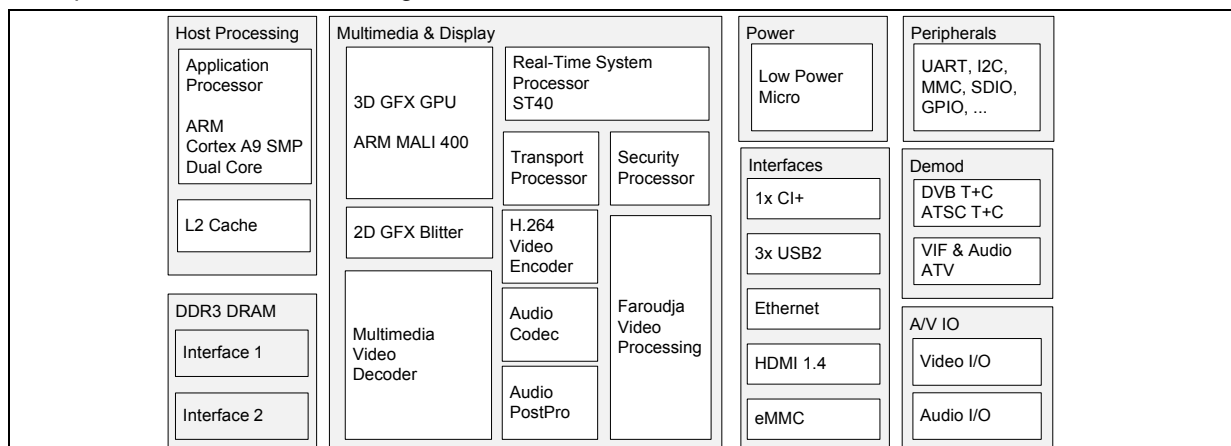 Host Processing
Application
Processor
ARM
Cortex A9 SMP
Dual Core
L2 Cache
DDR3 DRAM
Interface 1
Interface 2
Multimedia & Display
3D GFX GPU
ARM MALI 400
2D GFX Blitter
Multimedia
Video
Decoder
Real-Time System
Processor
ST40
Transport
Processor
Security
Processor
H.264
Video
Encoder
Audio
Codec
Audio
PostPro
Faroudja
Video
Processing
Power
Low Power
Micro
Interfaces
1x CI+
3x USB2
Ethernet
HDMI 1.4
eMMC
Peripherals
UART, I2C,
MMC, SDIO,
GPIO, ...
Demod
DVB T+C
ATSC T+C
VIF & Audio
ATV
A/V IO
Video I/O
Audio I/O